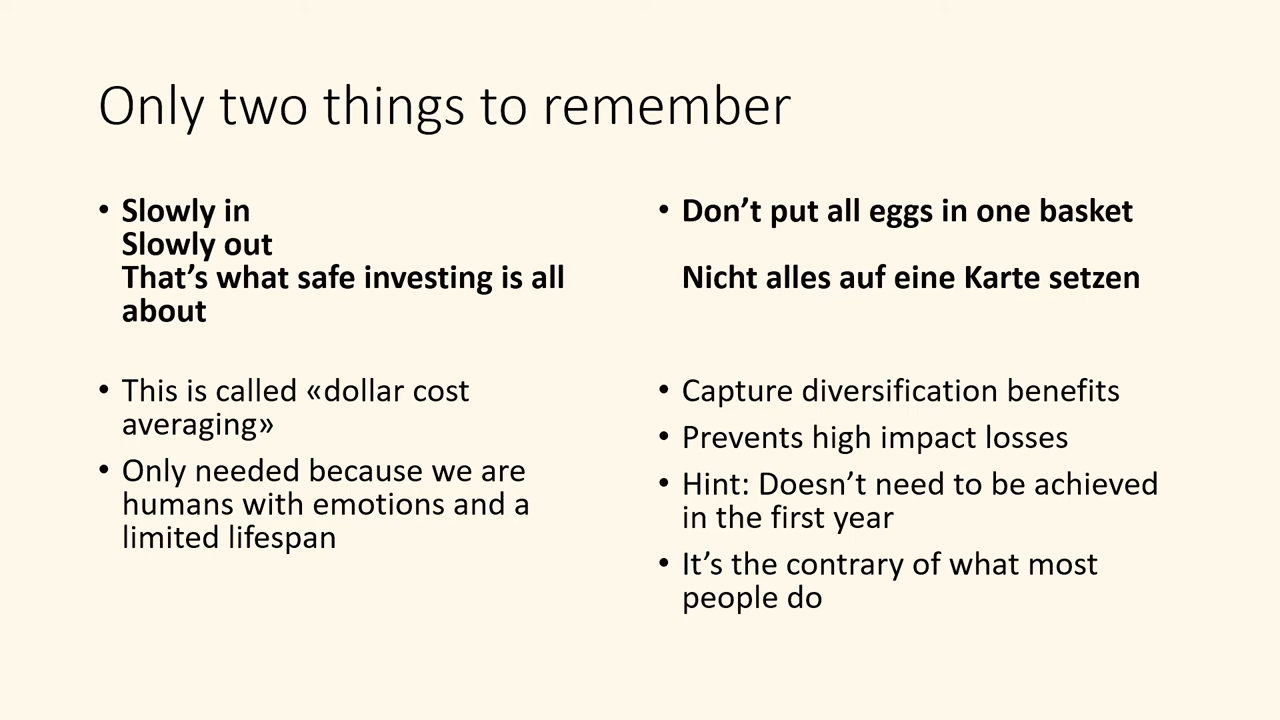 Only two things to remember
• Slowly in
Slowly out
That’s what safe investing is all
about
• This is called «dollar cost
averaging»
• Only needed because we are
humans with emotions and a
limited lifespan
• Don’t put all eggs in one basket
Nicht alles auf eine Karte setzen
• Capture diversification benefits
• Prevents high impact losses
• Hint: Doesn’t need to be achieved
in the first year
• It’s the contrary of what most
people do